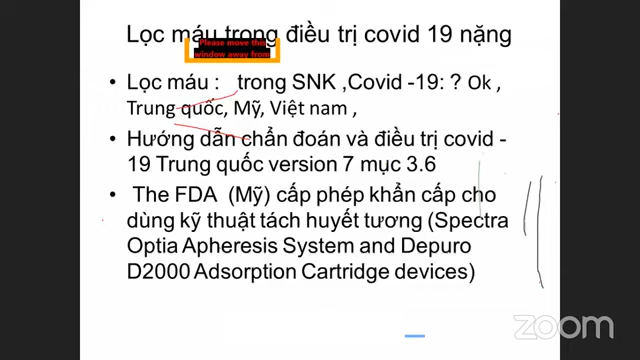 Lọc máu trong điều trị covid 19 nặng
Please move this
window away from
• Lọc máu : trong SNK ,Covid -19: ? Ok ,
Trung quốc, Mỹ, Việt nam ,
• Hướng dẫn chẩn đoán và điều trị covid -
19 Trung quốc version 7 mục 3.6
• The FDA (Mỹ) cấp phép khẩn cấp cho
dùng kỹ thuật tách huyết tương (Spectra
Optia Apheresis System and Depuro
D2000 Adsorption Cartridge devices)
zoom